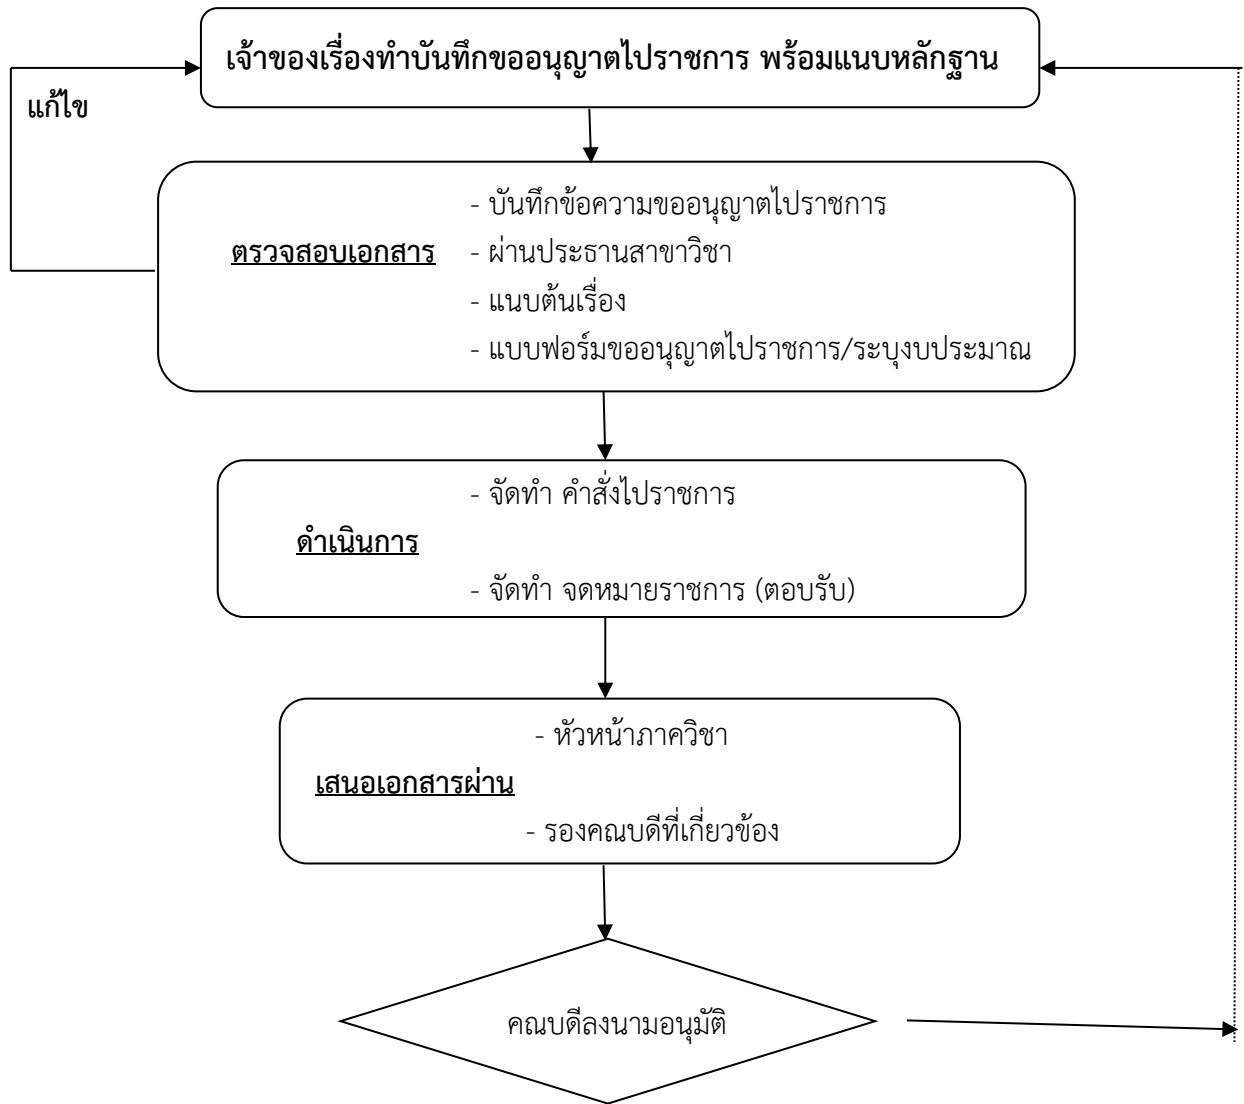 เจ้าของเรื่องทำบันทึกขออนุญาตไปราชการ พร้อมแนบหลักฐาน
แก้ไข
- บันทึกข้อความขออนุญาตไปราชการ
ตรวจสอบเอกสาร - ผ่านประธานสาขาวิชา
- แนบต้นเรื่อง
- แบบฟอร์มขออนุญาตไปราชการ/ระบุงบประมาณ
- จัดทำ คำสั่งไปราชการ
ดำเนินการ
- จัดทำ จดหมายราชการ (ตอบรับ)
- หัวหน้าภาควิชา
เสนอเอกสารผ่าน
- รองคณบดีที่เกี่ยวข้อง
คณบดีลงนามอนุมัติ